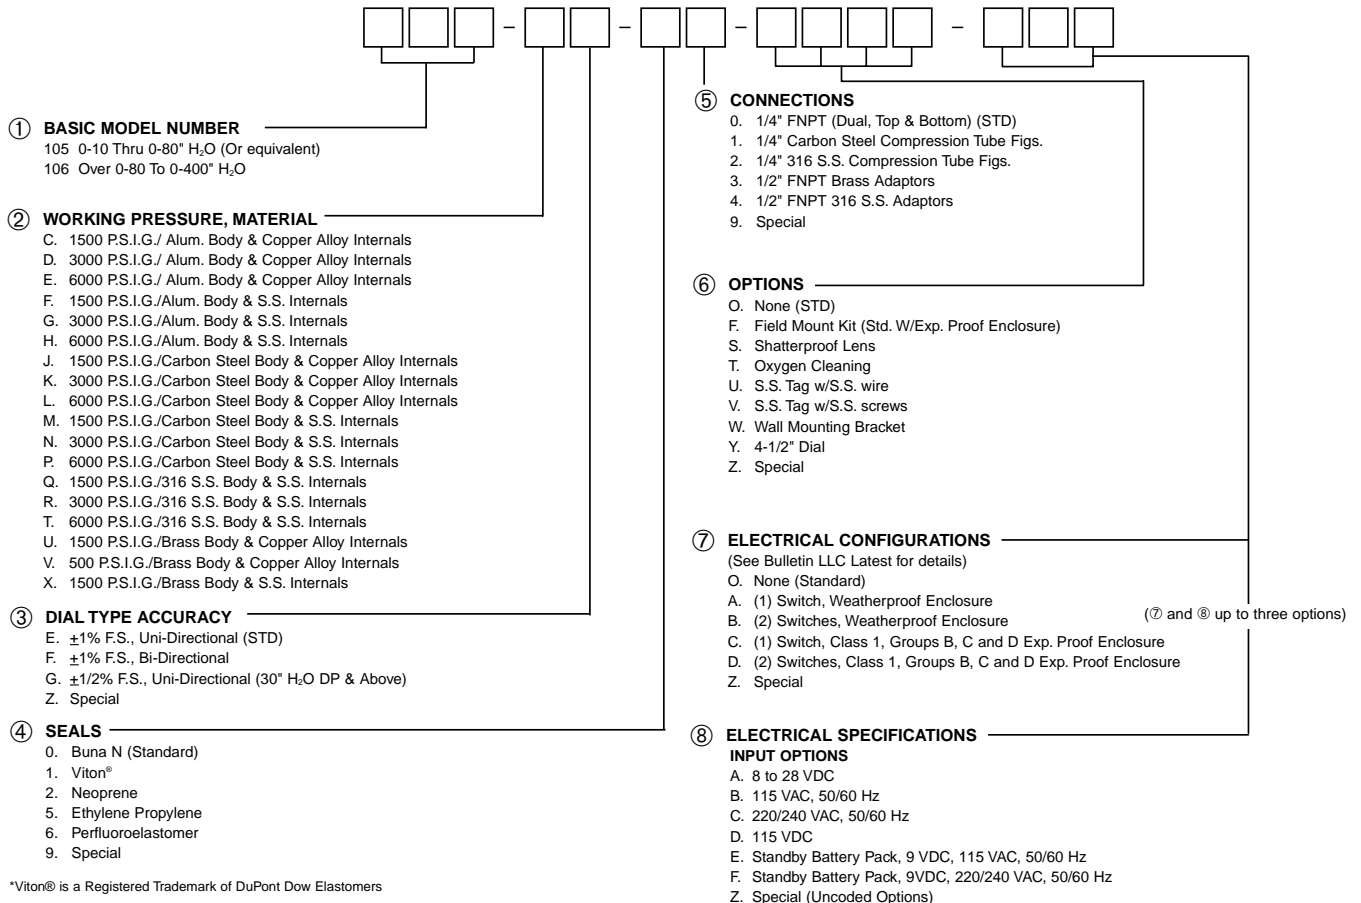 – – – –
① BASIC MODEL NUMBER
105 0-10 Thru 0-80" H₂O (Or equivalent)
106 Over 0-80 To 0-400" H₂O
② WORKING PRESSURE, MATERIAL
C. 1500 P.S.I.G./ Alum. Body & Copper Alloy Internals
D. 3000 P.S.I.G./ Alum. Body & Copper Alloy Internals
E. 6000 P.S.I.G./ Alum. Body & Copper Alloy Internals
F. 1500 P.S.I.G./Alum. Body & S.S. Internals
G. 3000 P.S.I.G./Alum. Body & S.S. Internals
H. 6000 P.S.I.G./Alum. Body & S.S. Internals
J. 1500 P.S.I.G./Carbon Steel Body & Copper Alloy Internals
K. 3000 P.S.I.G./Carbon Steel Body & Copper Alloy Internals
L. 6000 P.S.I.G./Carbon Steel Body & Copper Alloy Internals
M. 1500 P.S.I.G./Carbon Steel Body & S.S. Internals
N. 3000 P.S.I.G./Carbon Steel Body & S.S. Internals
P. 6000 P.S.I.G./Carbon Steel Body & S.S. Internals
Q. 1500 P.S.I.G./316 S.S. Body & S.S. Internals
R. 3000 P.S.I.G./316 S.S. Body & S.S. Internals
T. 6000 P.S.I.G./316 S.S. Body & S.S. Internals
U. 1500 P.S.I.G./Brass Body & Copper Alloy Internals
V. 500 P.S.I.G./Brass Body & Copper Alloy Internals
X. 1500 P.S.I.G./Brass Body & S.S. Internals
③ DIAL TYPE ACCURACY
E. ±1% F.S., Uni-Directional (STD)
F. ±1% F.S., Bi-Directional
G. ±1/2% F.S., Uni-Directional (30" H₂O DP & Above)
Z. Special
④ SEALS
0. Buna N (Standard)
1. Viton®
2. Neoprene
5. Ethylene Propylene
6. Perfluoroelastomer
9. Special
*Viton® is a Registered Trademark of DuPont Dow Elastomers
⑤ CONNECTIONS
0. 1/4" FNPT (Dual, Top & Bottom) (STD)
1. 1/4" Carbon Steel Compression Tube Figs.
2. 1/4" 316 S.S. Compression Tube Figs.
3. 1/2" FNPT Brass Adaptors
4. 1/2" FNPT 316 S.S. Adaptors
9. Special
⑥ OPTIONS
O. None (STD)
F. Field Mount Kit (Std. W/Exp. Proof Enclosure)
S. Shatterproof Lens
T. Oxygen Cleaning
U. S.S. Tag w/S.S. wire
V. S.S. Tag w/S.S. screws
W. Wall Mounting Bracket
Y. 4-1/2" Dial
Z. Special
⑦ ELECTRICAL CONFIGURATIONS
(See Bulletin LLC Latest for details)
O. None (Standard)
A. (1) Switch, Weatherproof Enclosure
B. (2) Switches, Weatherproof Enclosure
C. (1) Switch, Class 1, Groups B, C and D Exp. Proof Enclosure
D. (2) Switches, Class 1, Groups B, C and D Exp. Proof Enclosure
Z. Special
(⑦ and ⑧ up to three options)
⑧ ELECTRICAL SPECIFICATIONS
INPUT OPTIONS
A. 8 to 28 VDC
B. 115 VAC, 50/60 Hz
C. 220/240 VAC, 50/60 Hz
D. 115 VDC
E. Standby Battery Pack, 9 VDC, 115 VAC, 50/60 Hz
F. Standby Battery Pack, 9VDC, 220/240 VAC, 50/60 Hz
Z. Special (Uncoded Options)